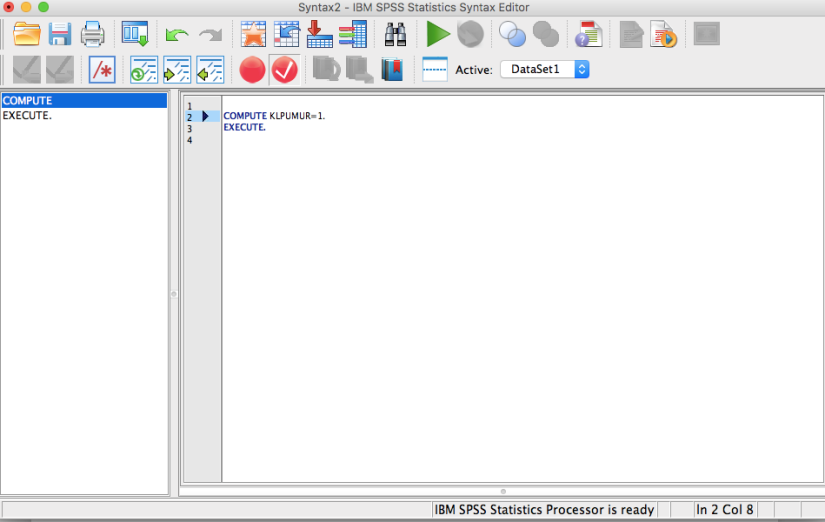 Syntax2 - IBM SPSS Statistics Syntax Editor
/*
Active: DataSet1
COMPUTE
EXECUTE.
1
2 COMPUTE KLPUMUR=1.
3 EXECUTE.
4
IBM SPSS Statistics Processor is ready In 2 Col 8